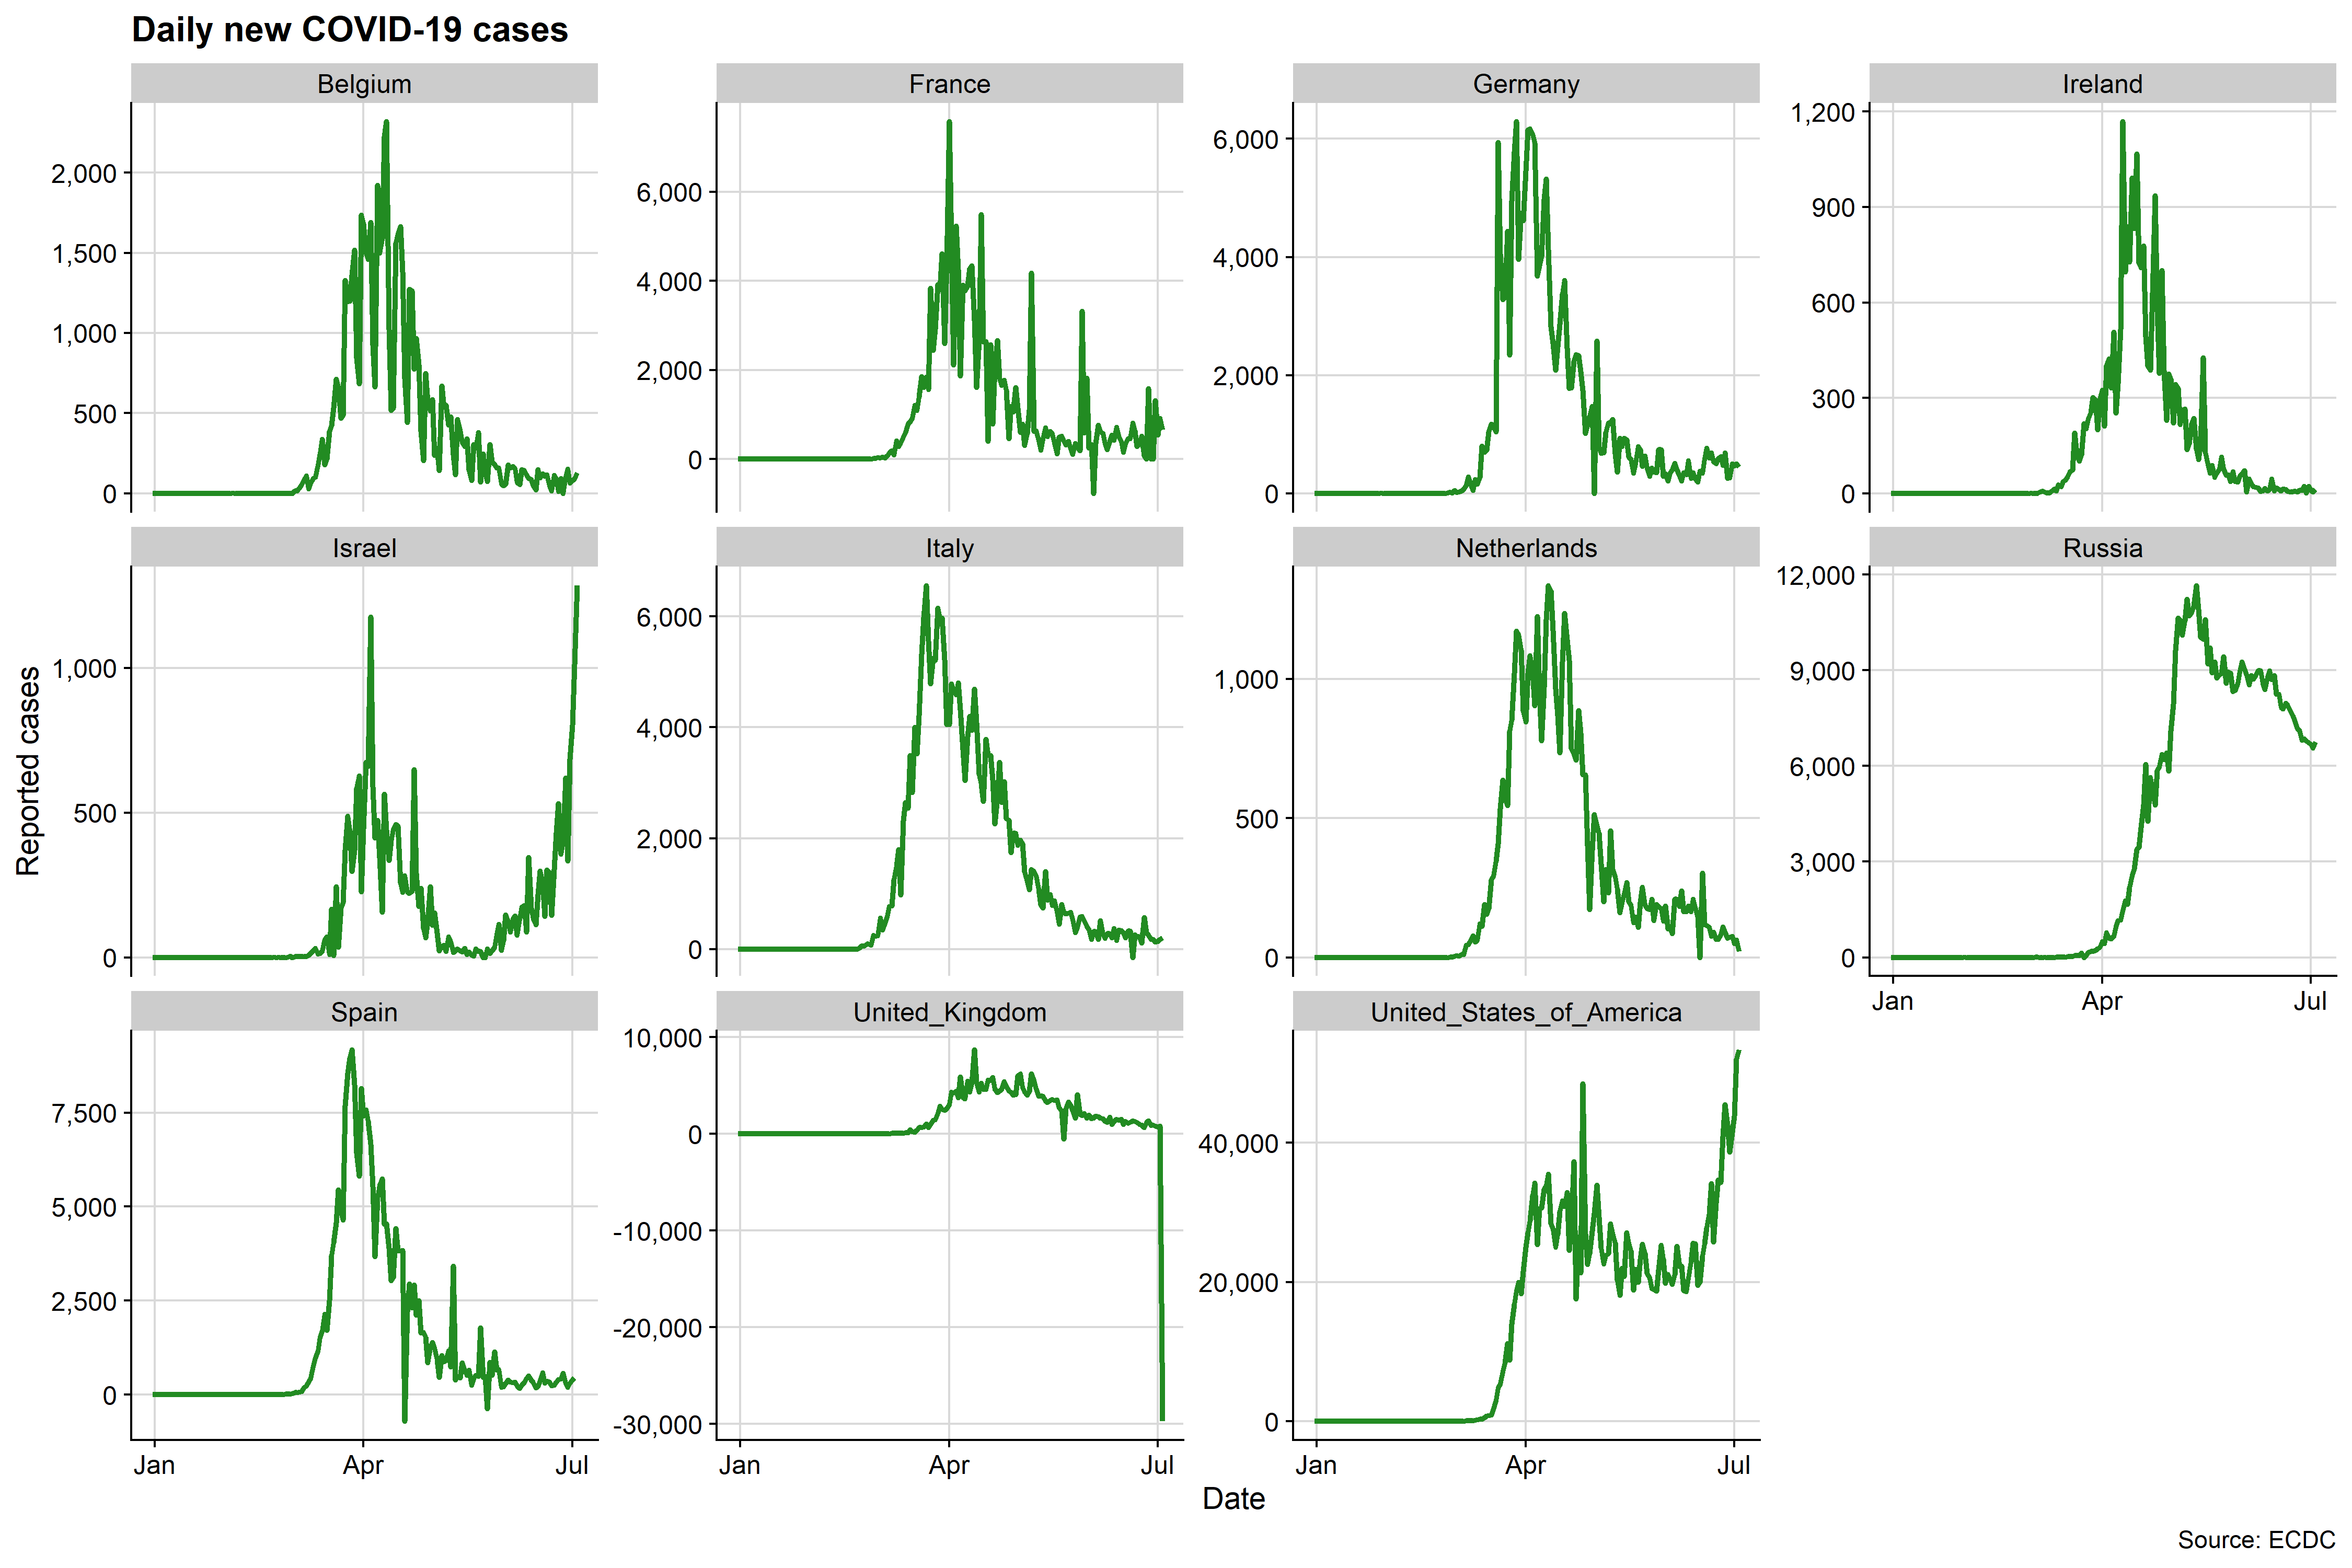 Daily new COVID-19 cases
Belgium
France
Germany
Ireland
2,000
1,500
1,000
500
0
6,000
4,000
2,000
0
6,000
4,000
2,000
0
1,200
900
600
300
0
Israel
Italy
Netherlands
Russia
1,000
500
0
6,000
4,000
2,000
0
1,000
500
0
12,000
9,000
6,000
3,000
0
Jan Apr Jul
Spain
United_Kingdom
United_States_of_America
7,500
5,000
2,500
0
10,000
0
-10,000
-20,000
-30,000
40,000
20,000
0
Jan Apr Jul
Jan Apr Jul
Jan Apr Jul
Reported cases
Date
Source: ECDC